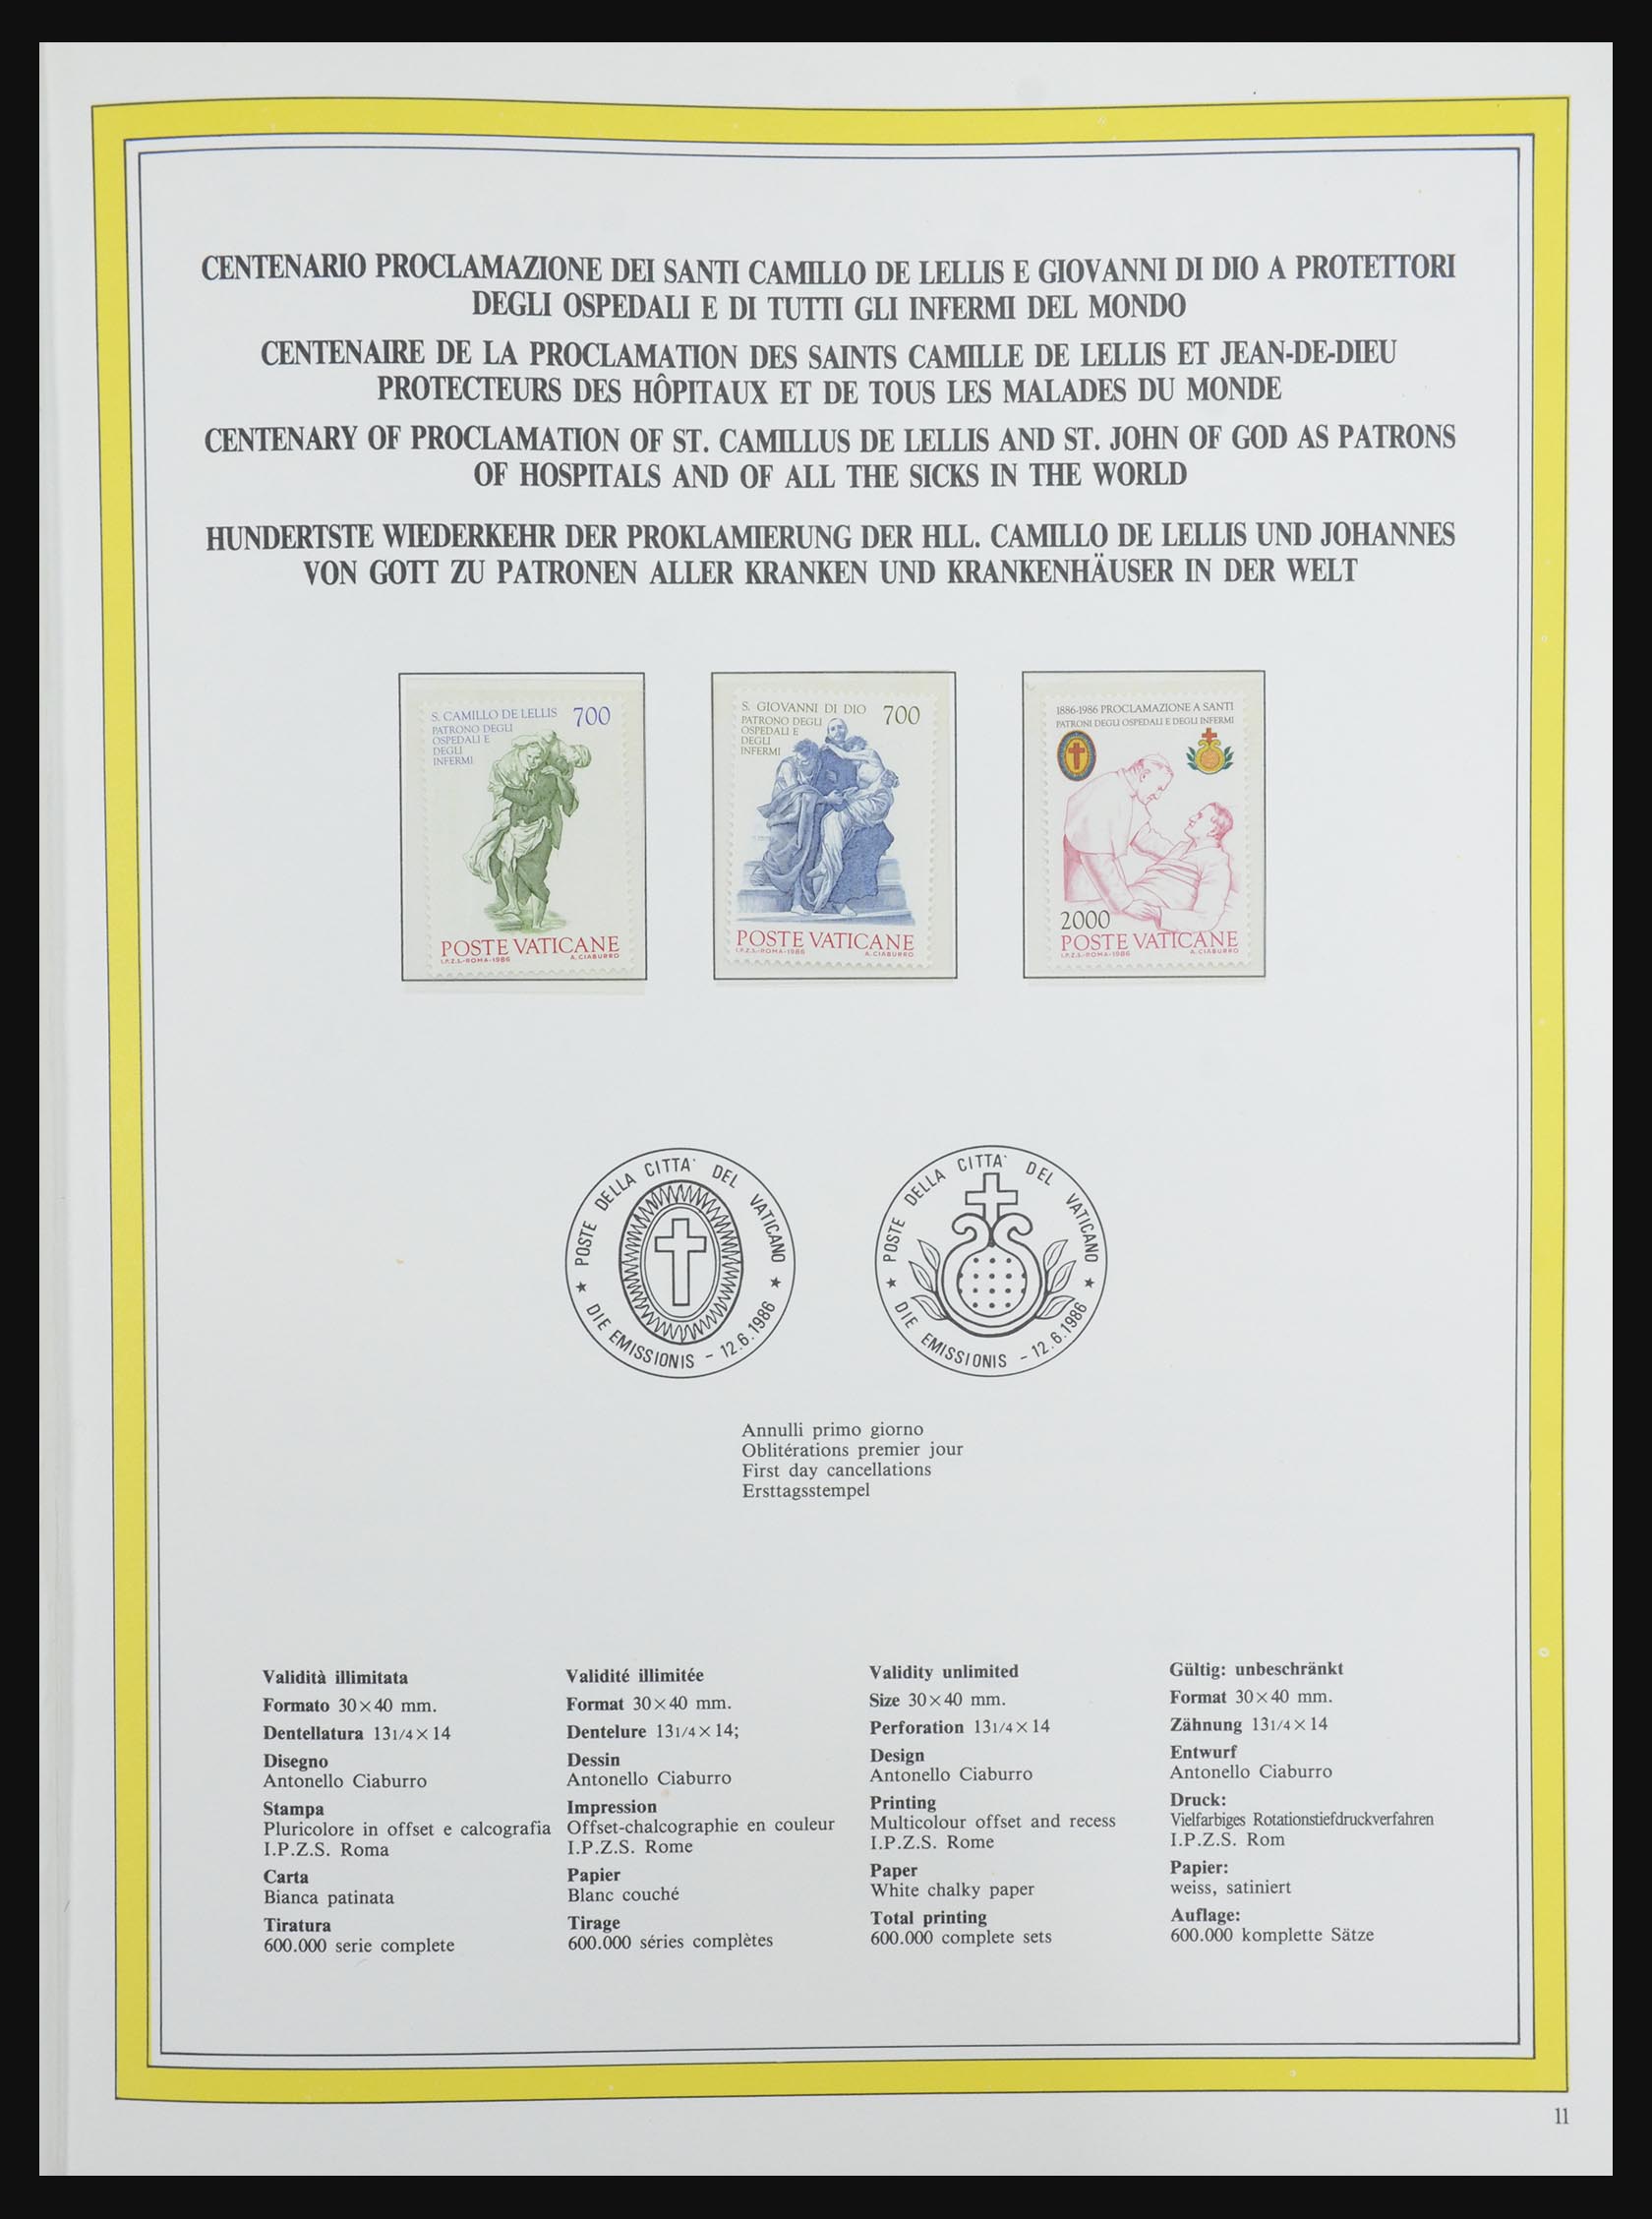 CENTENARIO PROCLAMAZIONE DEI SANTI CAMILLO DE LELLIS E GIOVANNI DI DIO A PROTETTORI
DEGLI OSPEDALI E DI TUTTI GLI INFERMI DEL MONDO
CENTENAIRE DE LA PROCLAMATION DES SAINTS CAMILLE DE LELLIS ET JEAN-DE-DIEU
PROTECTEURS DES HÔPITAUX ET DE TOUS LES MALADES DU MONDE
CENTENARY OF PROCLAMATION OF ST. CAMILLUS DE LELLIS AND ST. JOHN OF GOD AS PATRONS
OF HOSPITALS AND OF ALL THE SICKS IN THE WORLD
HUNDERTSTE WIEDERKEHR DER PROKLAMIERUNG DER HLL. CAMILLO DE LELLIS UND JOHANNES
VON GOTT ZU PATRONEN ALLER KRANKEN UND KRANKENHÄUSER IN DER WELT
S. CAMILLO DE LELLIS 700
PATRONO DEGLI
OSPEDALI E
DEGLI
INFERMI
POSTE VATICANE
I.P.Z.S.-ROMA-1986 A. CIABURRO
S. GIOVANNI DI DIO 700
PATRONO DEGLI
OSPEDALI E
DEGLI
INFERMI
POSTE VATICANE
I.P.Z.S.-ROMA-1986 A. CIABURRO
1886-1986 PROCLAMAZIONE A SANTI
PATRONI DEGLI OSPEDALI E DEGLI INFERMI
2000
POSTE VATICANE
I.P.Z.S.-ROMA-1986 A. CIABURRO
POSTE DELLA CITTA' DEL VATICANO
★ DIE EMISSIONIS - 12.6.1986 ★
POSTE DELLA CITTA' DEL VATICANO
★ DIE EMISSIONIS - 12.6.1986 ★
Annulli primo giorno
Oblitérations premier jour
First day cancellations
Ersttagsstempel
Validità illimitata
Formato 30×40 mm.
Dentellatura 131/4×14
Disegno
Antonello Ciaburro
Stampa
Pluricolore in offset e calcografia
I.P.Z.S. Roma
Carta
Bianca patinata
Tiratura
600.000 serie complete
Validité illimitée
Format 30×40 mm.
Dentelure 131/4×14;
Dessin
Antonello Ciaburro
Impression
Offset-chalcographie en couleur
I.P.Z.S. Rome
Papier
Blanc couché
Tirage
600.000 séries complètes
Validity unlimited
Size 30×40 mm.
Perforation 131/4×14
Design
Antonello Ciaburro
Printing
Multicolour offset and recess
I.P.Z.S. Rome
Paper
White chalky paper
Total printing
600.000 complete sets
Gültig: unbeschränkt
Format 30×40 mm.
Zähnung 131/4×14
Entwurf
Antonello Ciaburro
Druck:
Vielfarbiges Rotationstiefdruckverfahren
I.P.Z.S. Rom
Papier:
weiss, satiniert
Auflage:
600.000 komplette Sätze
11